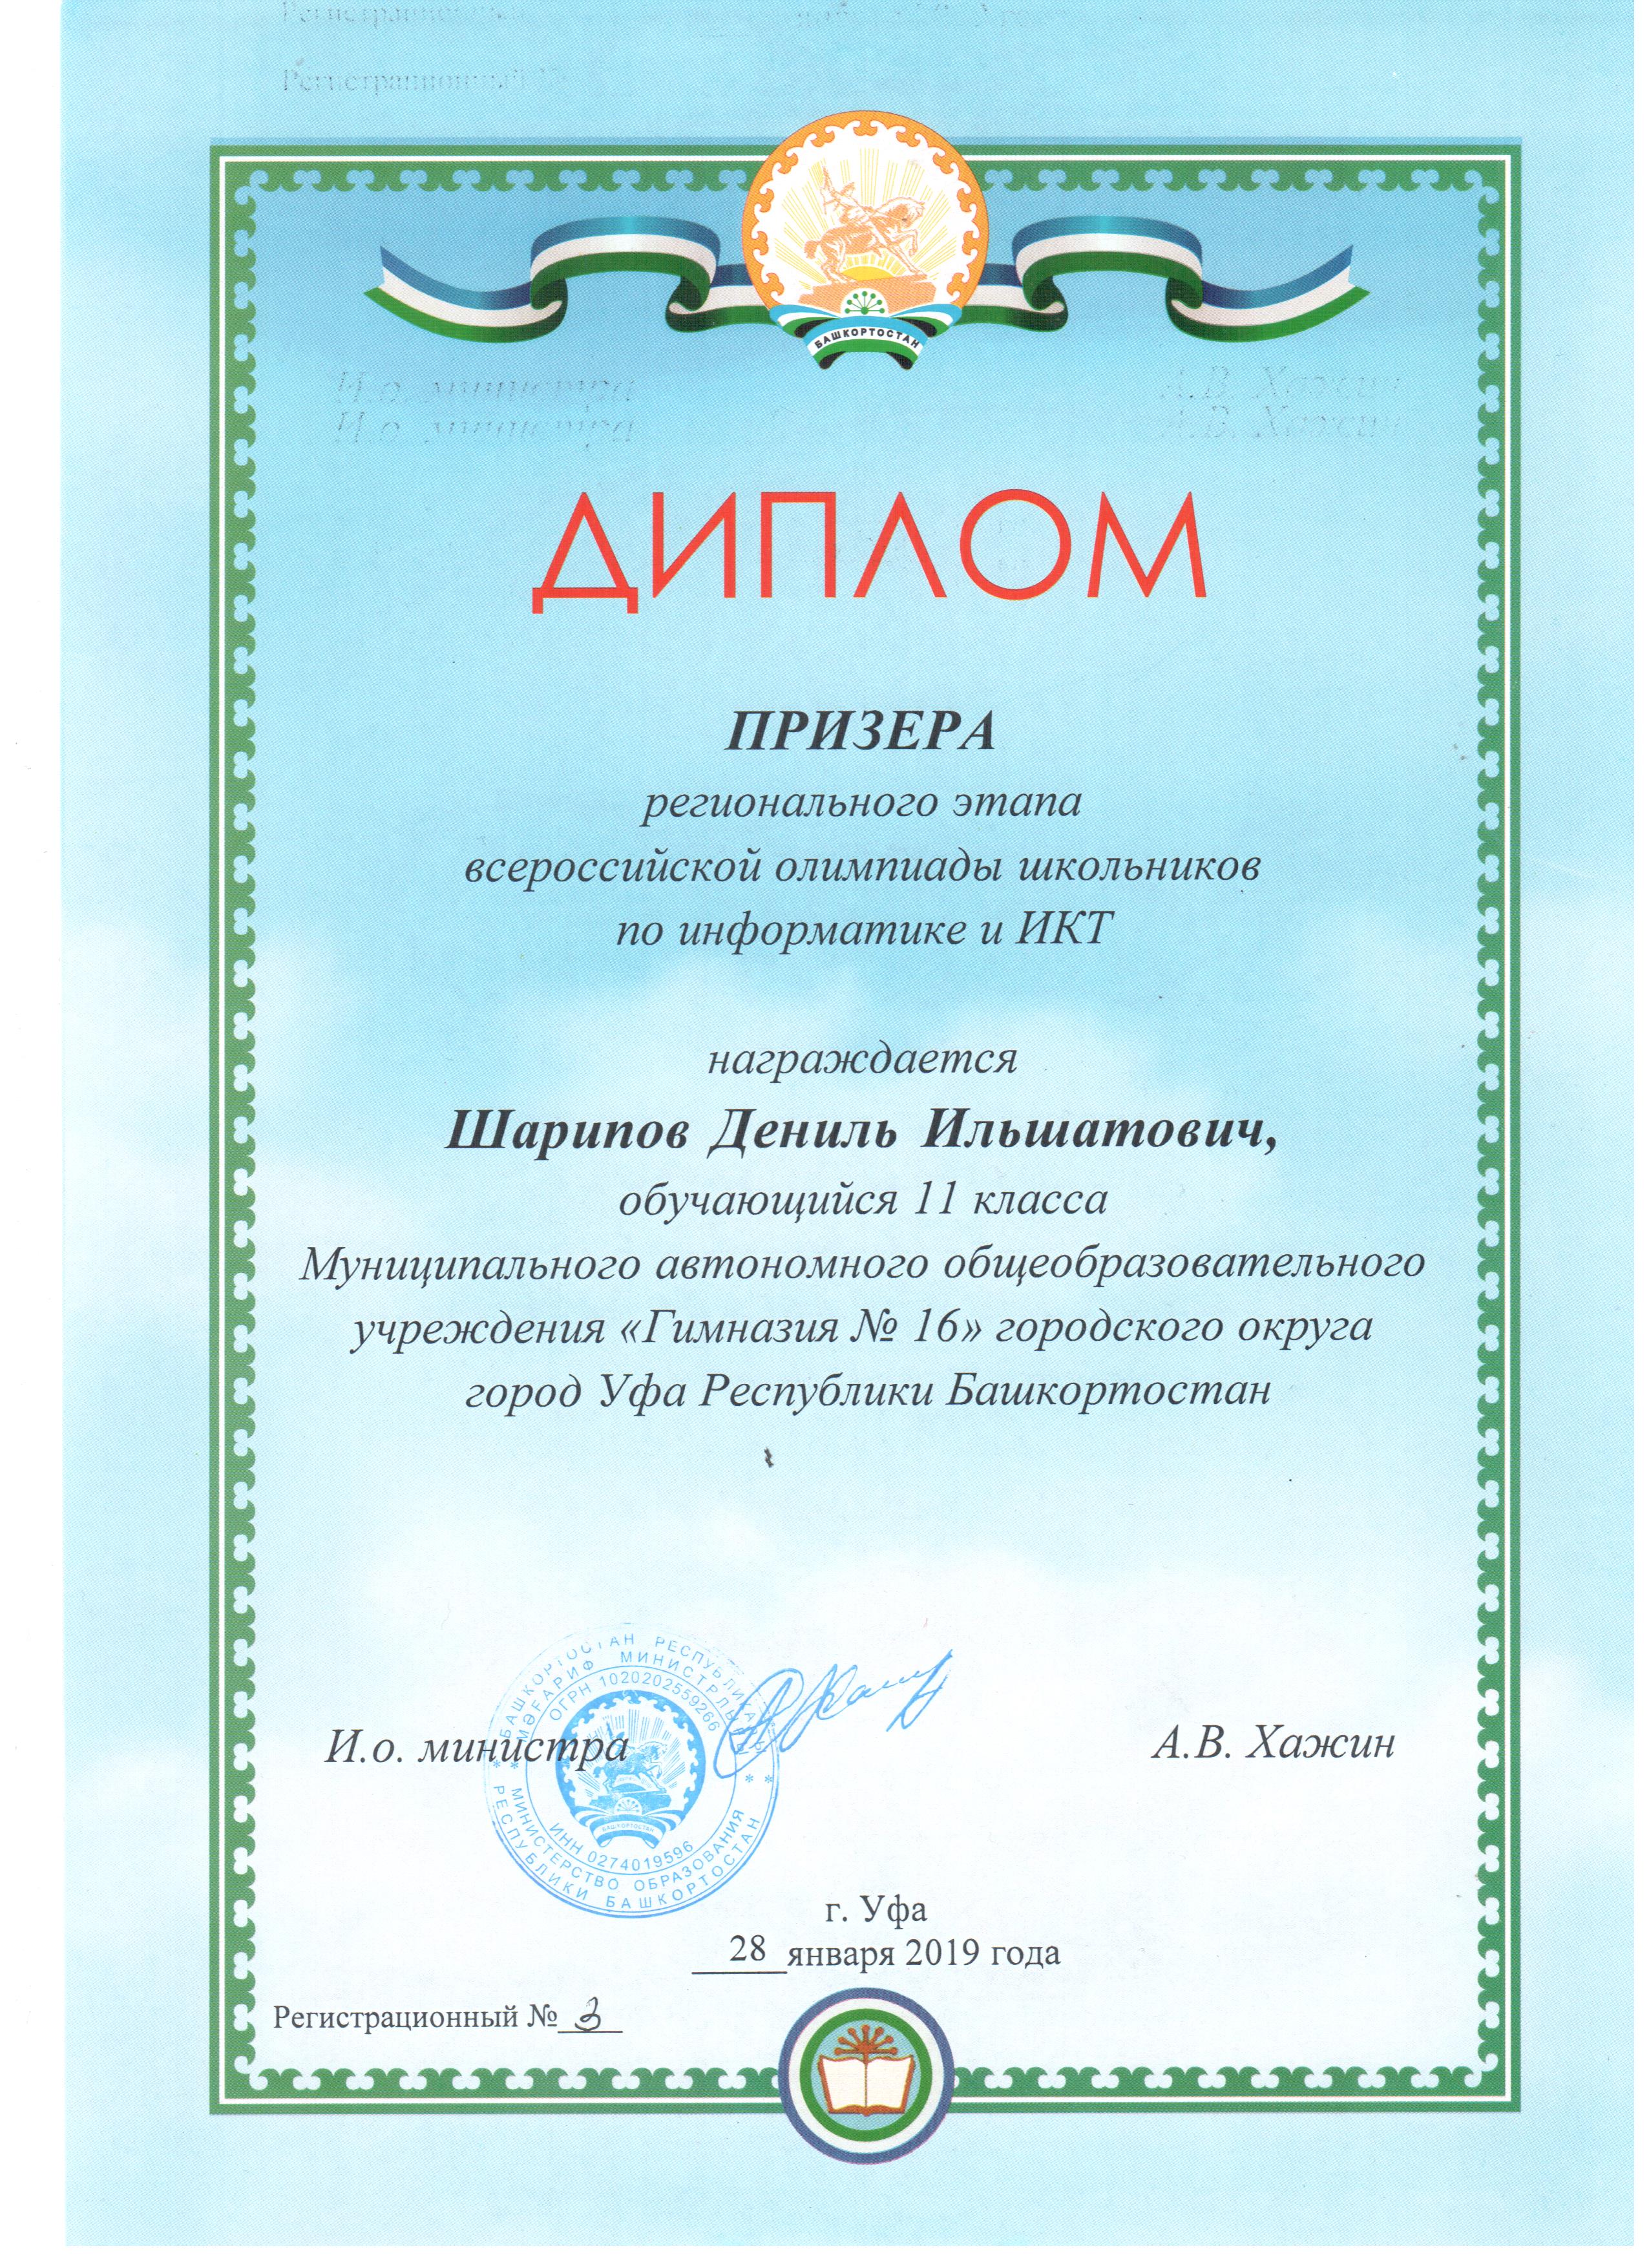 Регистрационный
Регистрационный №
БАШКОРТОСТАН
И.о. министра А.В. Хажин
И.о. министра А.В. Хажин
ДИПЛОМ
ПРИЗЕРА
регионального этапа
всероссийской олимпиады школьников
по информатике и ИКТ
награждается
Шарипов Дениль Ильшатович,
обучающийся 11 класса
Муниципального автономного общеобразовательного
учреждения «Гимназия № 16» городского округа
город Уфа Республики Башкортостан
БАШКОРТОСТАН РЕСПУБЛИКАҺЫ
МӘҒАРИФ МИНИСТРЛЫҒЫ
ОГРН 1020202559266
И.о. министра А.В. Хажин
БАШКОРТОСТАН
ИНН 0274019596
МИНИСТЕРСТВО ОБРАЗОВАНИЯ
РЕСПУБЛИКИ БАШКОРТОСТАН
г. Уфа
28 января 2019 года
Регистрационный № 3